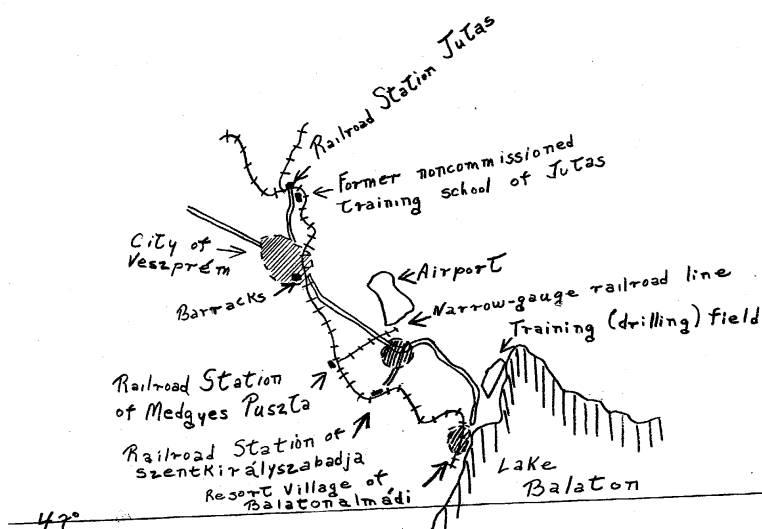 Railroad Station Jutas
Former noncommissioned
training school of Jutas
City of
Veszprém
Airport
Barracks
Narrow-gauge railroad line
Training (drilling) field
Railroad Station
of Medgyes Puszta
Railroad Station of
Szentkirályszabadja
Resort Village of
Balatonalmádi
Lake
Balaton
47°